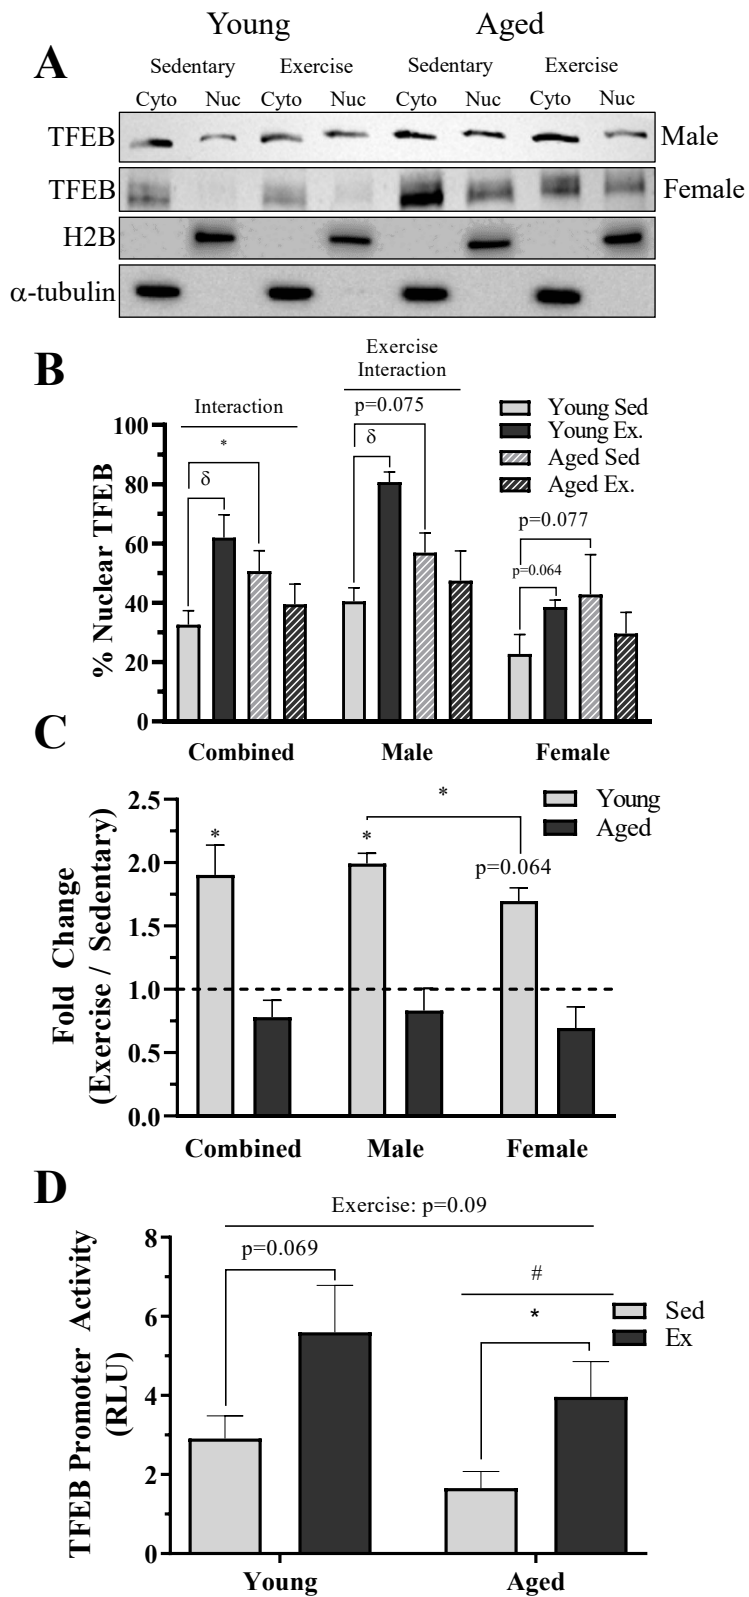 Young Aged
A
Sedentary Exercise Sedentary Exercise
Cyto Nuc Cyto Nuc Cyto Nuc Cyto Nuc
TFEB Male
TFEB Female
H2B
α-tubulin
B
Exercise
Interaction
Interaction
p=0.075
* δ
δ
Young Sed
Young Ex.
Aged Sed
Aged Ex.
p=0.077
p=0.064
% Nuclear TFEB
100
80
60
40
20
0
Combined Male Female
C
Fold Change
(Exercise / Sedentary)
2.5
2.0
1.5
1.0
0.5
0.0
* * *
p=0.064
Young
Aged
Combined Male Female
D
Exercise: p=0.09
p=0.069
#
*
Sed
Ex
TFEB Promoter Activity
(RLU)
8
6
4
2
0
Young Aged